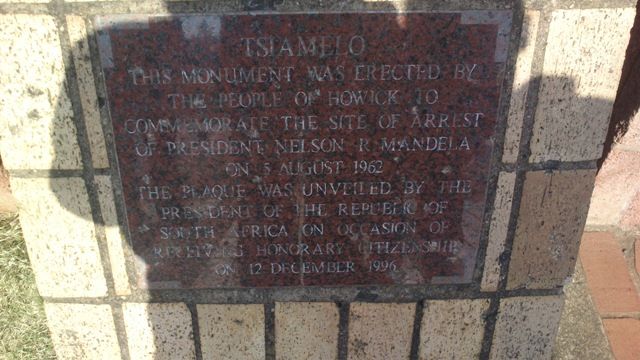 TSIAMELO
THIS MONUMENT WAS ERECTED BY
THE PEOPLE OF HOWICK TO
COMMEMORATE THE SITE OF ARREST
OF PRESIDENT NELSON R MANDELA
ON 5 AUGUST 1962
THE PLAQUE WAS UNVEILED BY THE
PRESIDENT OF THE REPUBLIC OF
SOUTH AFRICA ON OCCASION OF
RECEIVING HONORARY CITIZENSHIP
ON 12 DECEMBER 1996